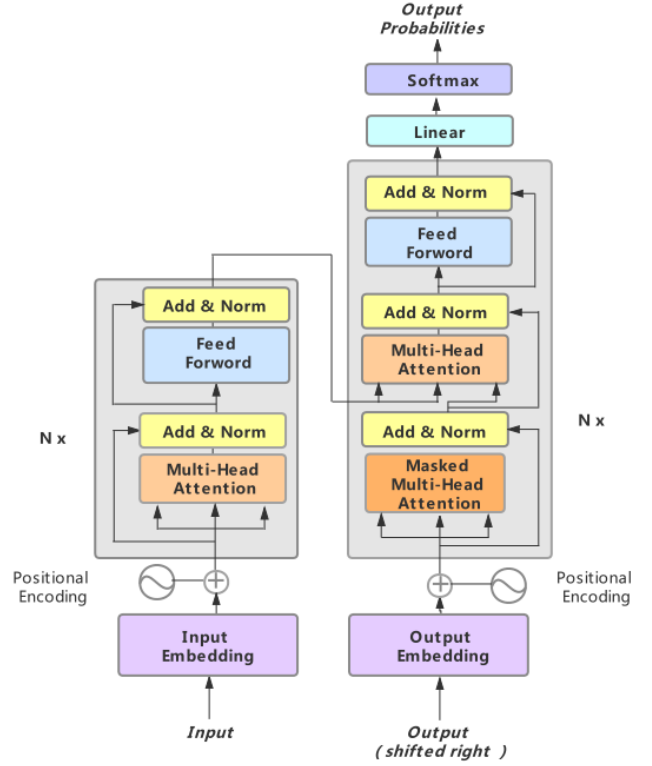 Output
Probabilities
Softmax
Linear
Add & Norm
Feed
Forword
Add & Norm
Multi-Head
Attention
Add & Norm
Masked
Multi-Head
Attention
N x
Positional
Encoding
Output
Embedding
Output
( shifted right )
Add & Norm
Feed
Forword
Add & Norm
Multi-Head
Attention
N x
Positional
Encoding
Input
Embedding
Input